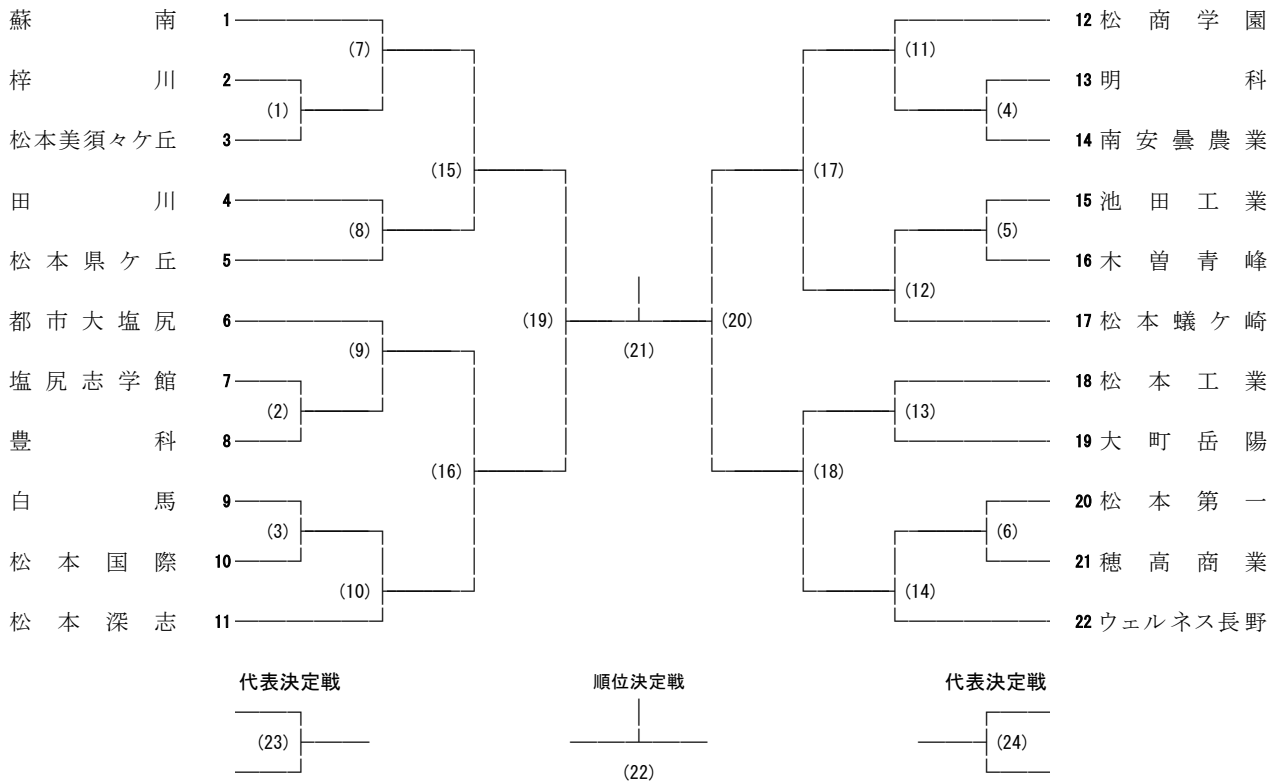 蘇南 1
(7)
梓川 2
(1)
松本美須々ケ丘 3
(15)
田川 4
(8)
松本県ケ丘 5
(19)
都市大塩尻 6
(9)
塩尻志学館 7
(2)
豊科 8
(16)
白馬 9
(3)
松本国際 10
(10)
松本深志 11
(21)
12 松商学園
(11)
13 明科
(4)
14 南安曇農業
(17)
15 池田工業
(5)
16 木曽青峰
(12)
17 松本蟻ケ崎
(20)
18 松本工業
(13)
19 大町岳陽
(18)
20 松本第一
(6)
21 穂高商業
(14)
22 ウェルネス長野
代表決定戦
(23)
順位決定戦
(22)
代表決定戦
(24)